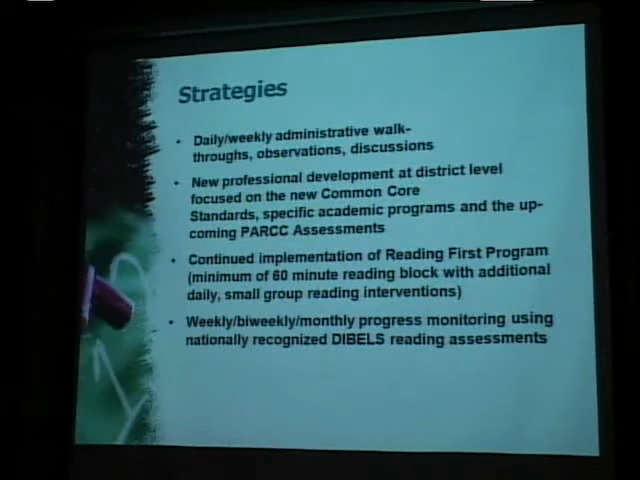 Strategies
• Daily/weekly administrative walk-
throughs, observations, discussions
• New professional development at district level
focused on the new Common Core
Standards, specific academic programs and the up-
coming PARCC Assessments
• Continued implementation of Reading First Program
(minimum of 60 minute reading block with additional
daily, small group reading interventions)
• Weekly/biweekly/monthly progress monitoring using
nationally recognized DIBELS reading assessments